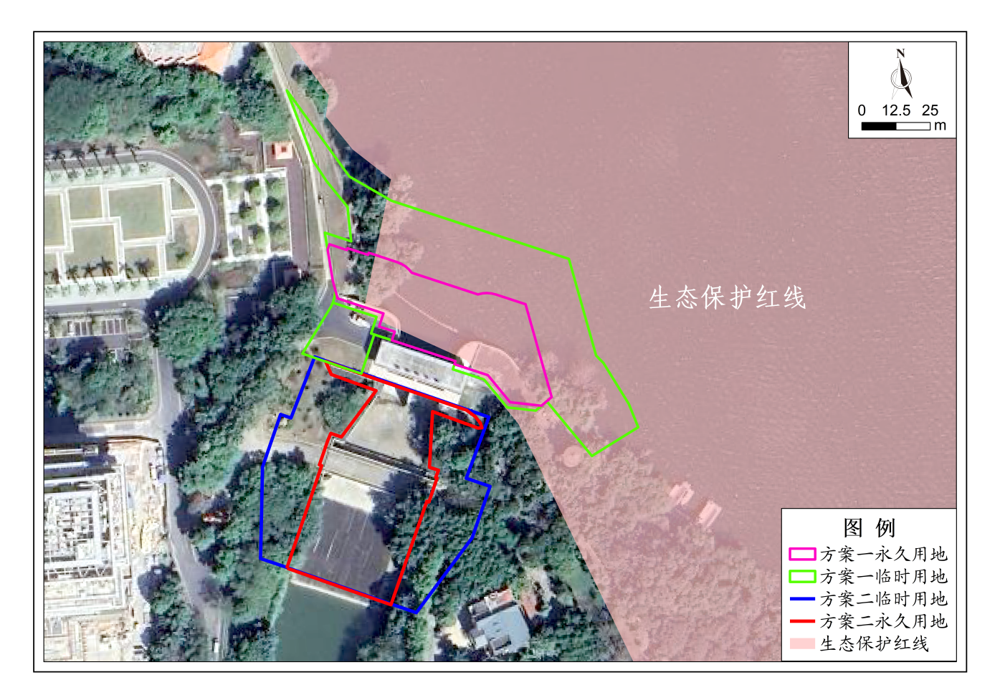 N
0 12.5 25
m
生态保护红线
图 例
方案一永久用地
方案一临时用地
方案二临时用地
方案二永久用地
生态保护红线